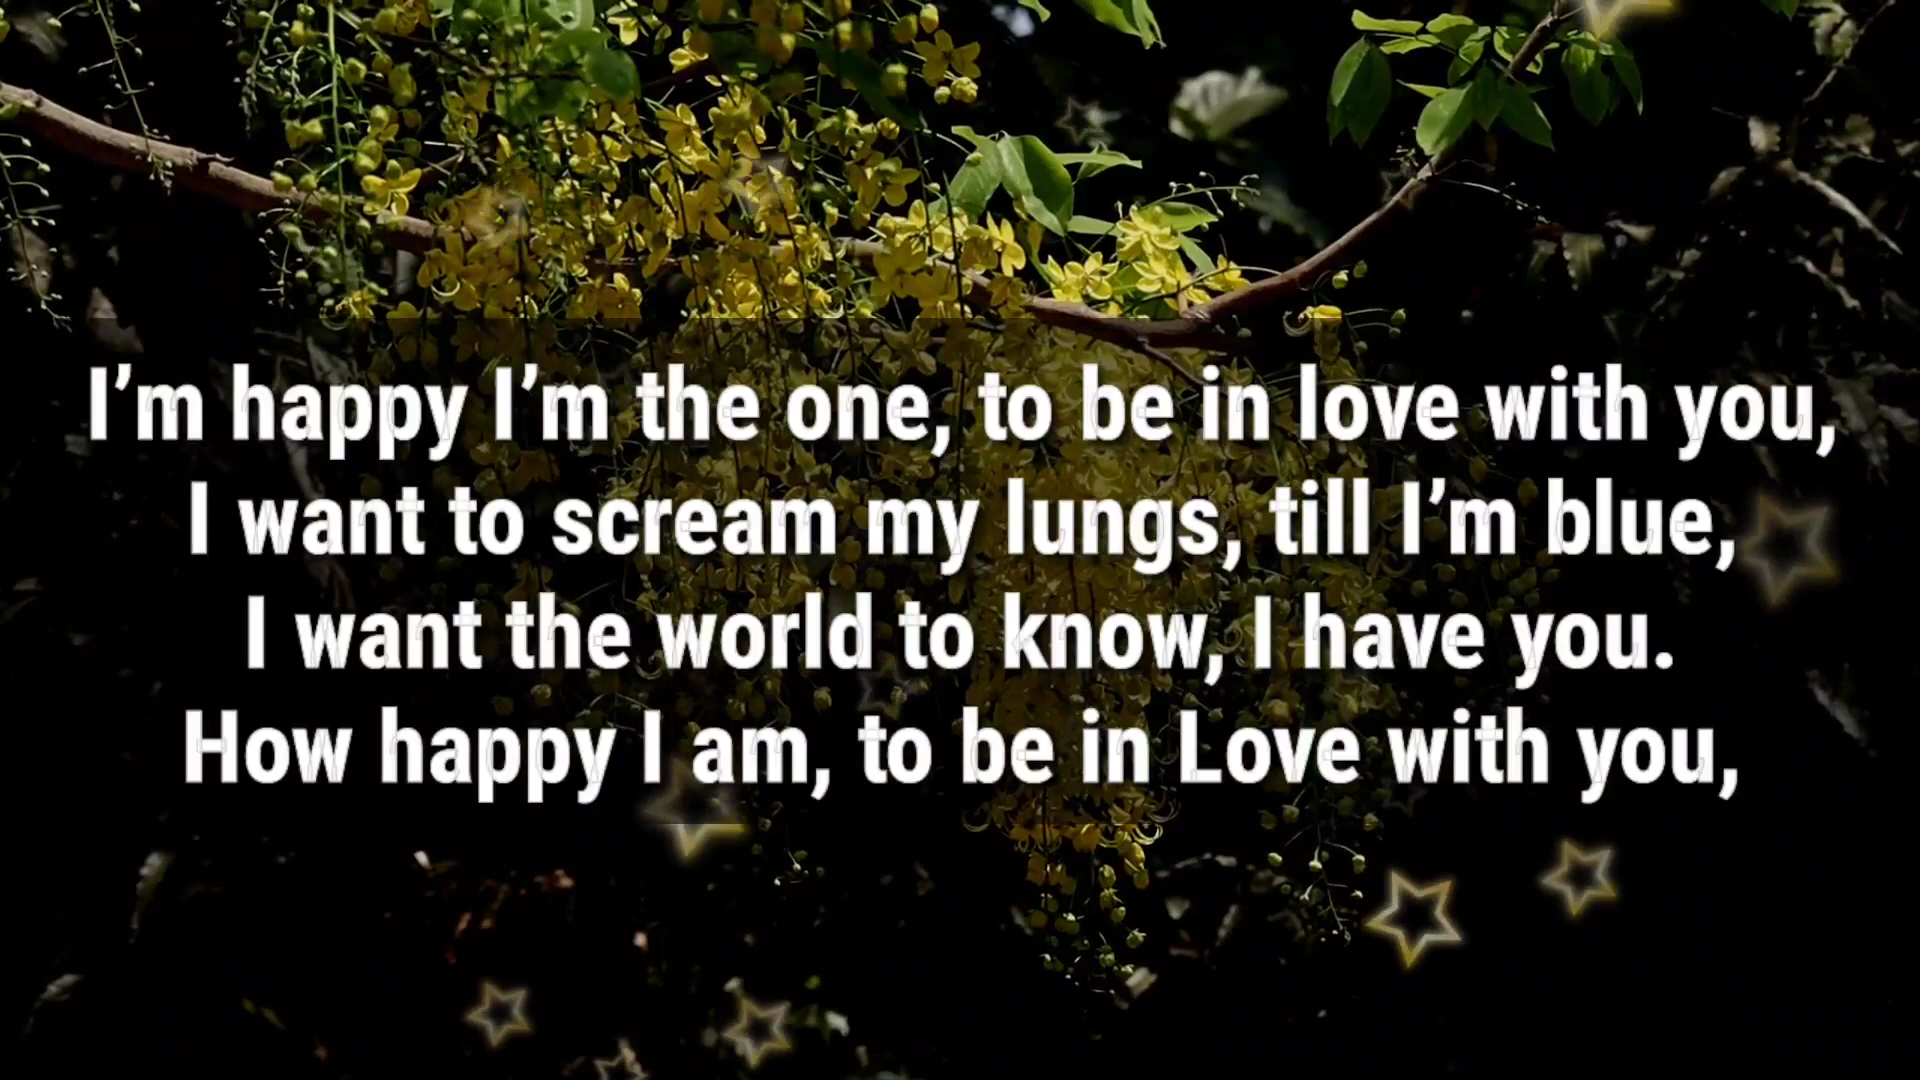 I’m happy I’m the one, to be in love with you,
I want to scream my lungs, till I’m blue,
I want the world to know, I have you.
How happy I am, to be in Love with you,